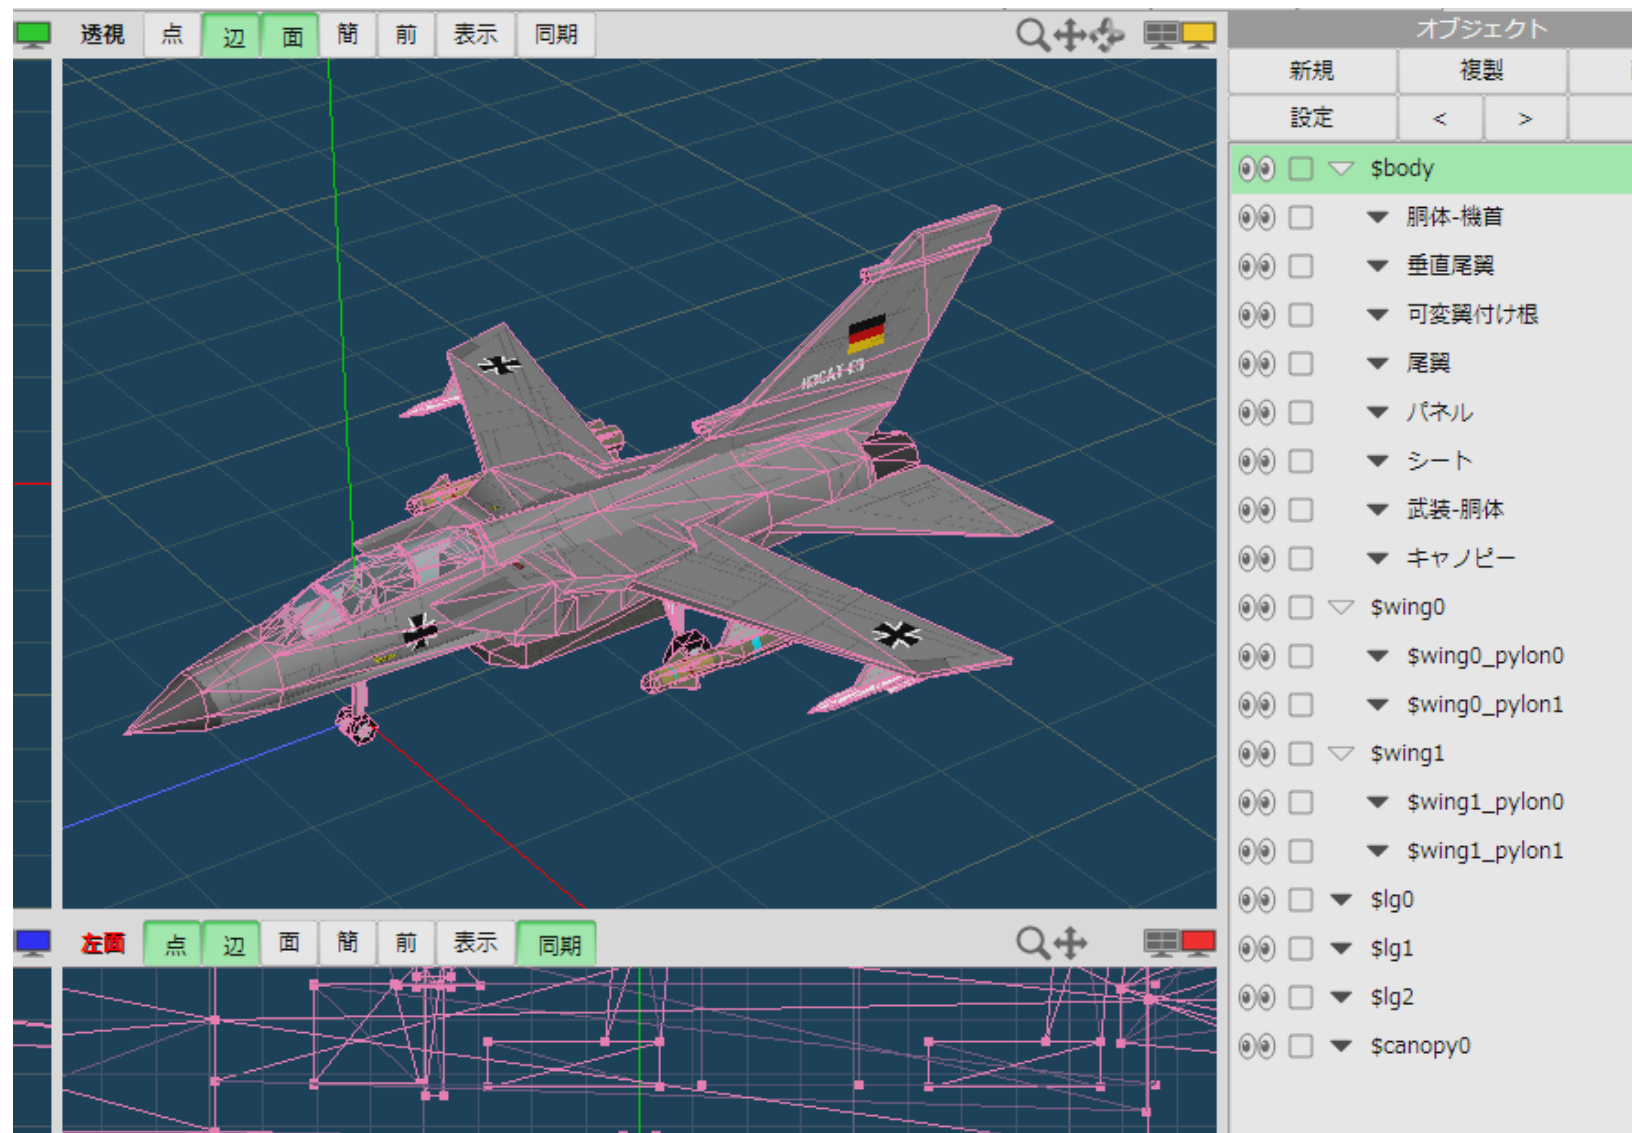 透視 点 辺 面 簡 前 表示 同期
オブジェクト
新規 複製
設定 < >
$body
胴体-機首
垂直尾翼
可変翼付け根
尾翼
パネル
シート
武装-胴体
キャノピー
$wing0
$wing0_pylon0
$wing0_pylon1
$wing1
$wing1_pylon0
$wing1_pylon1
$lg0
$lg1
$lg2
$canopy0
左面 点 辺 面 簡 前 表示 同期